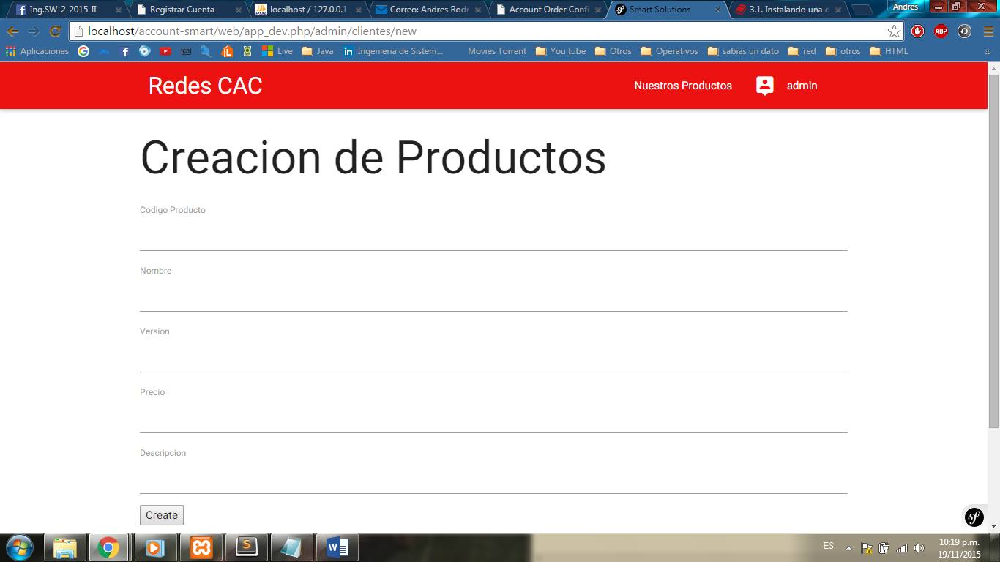 Ing.SW-2-2015-II
Registrar Cuenta
localhost / 127.0.0.1
Correo: Andres Rodr
Account Order Confi
Smart Solutions
3.1. Instalando una d
Andres
localhost/account-smart/web/app_dev.php/admin/clientes/new
ABP
Aplicaciones
Live
Java
Ingenieria de Sistem...
Movies Torrent
You tube
Otros
Operativos
sabias un dato
red
otros
HTML
»
Redes CAC
Nuestros Productos
admin
Creacion de Productos
Codigo Producto
Nombre
Version
Precio
Descripcion
Create
sf
ES
10:19 p.m.
19/11/2015